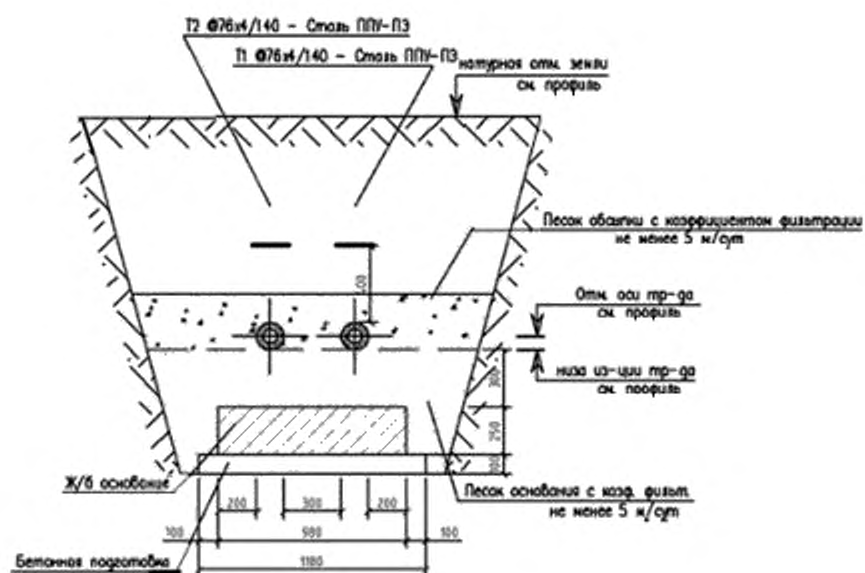 Т2 Ф76х4/140 - Сталь ППУ-ПЭ
Т1 Ф76х4/140 - Сталь ППУ-ПЭ
натурная отм. земли
см. профиль
Песок обсыпки с коэффициентом фильтрации
не менее 5 м/сут
400
Отм. оси тр-да
см. профиль
низа из-ции тр-да
см. профиль
300
250
100
Ж/б основание
Песок основания с коэф. фильт.
не менее 5 м/сут
200
300
200
100
980
100
Бетонная подготовка
1180